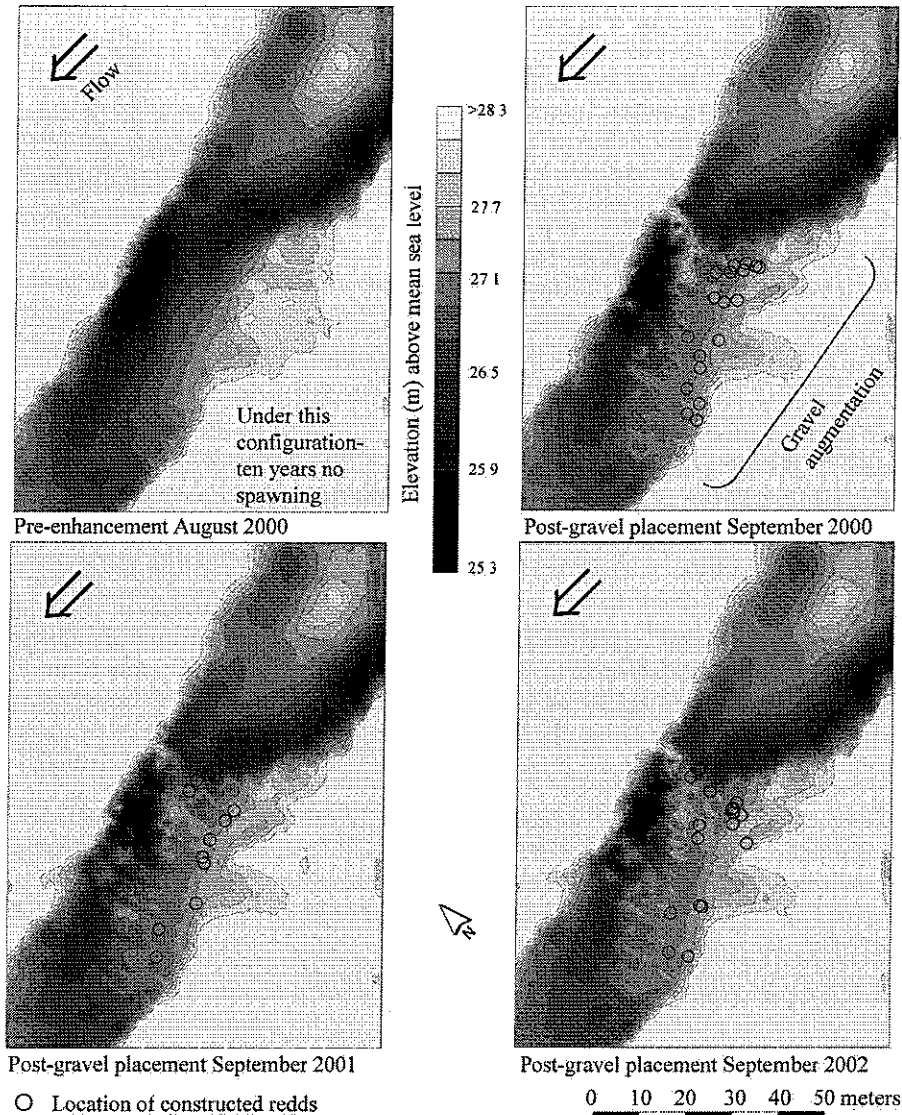 Flow
Under this
configuration-
ten years no
spawning
Pre-enhancement August 2000
>28 3
27 7
27 1
26 5
25 9
25 3
Elevation (m) above mean sea level
Gravel
augmentation
Post-gravel placement September 2000
Post-gravel placement September 2001
N
Post-gravel placement September 2002
Location of constructed redds
0 10 20 30 40 50 meters